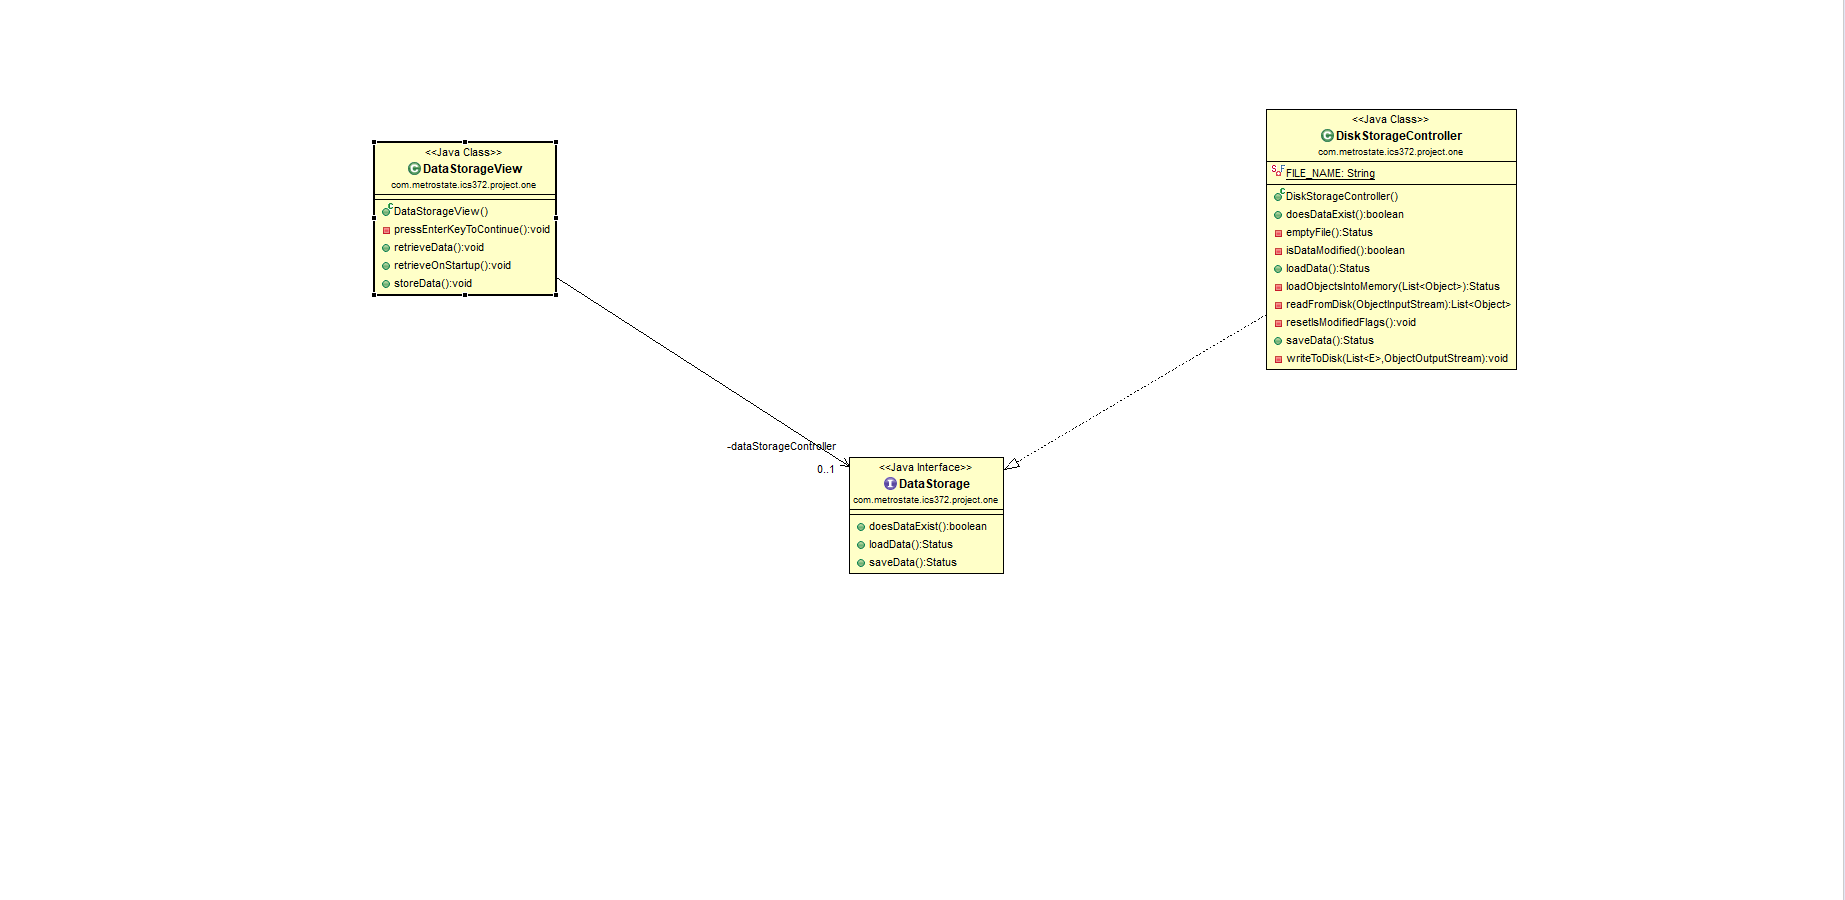 <<Java Class>>
DataStorageView
com.metrostate.ics372.project.one
DataStorageView()
pressEnterKeyToContinue():void
retrieveData():void
retrieveOnStartup():void
storeData():void
<<Java Class>>
DiskStorageController
com.metrostate.ics372.project.one
FILE_NAME: String
DiskStorageController()
doesDataExist():boolean
emptyFile():Status
isDataModified():boolean
loadData():Status
loadObjectsIntoMemory(List<Object>):Status
readFromDisk(ObjectInputStream):List<Object>
resetIsModifiedFlags():void
saveData():Status
writeToDisk(List<E>,ObjectOutputStream):void
-dataStorageController
0..1
<<Java Interface>>
DataStorage
com.metrostate.ics372.project.one
doesDataExist():boolean
loadData():Status
saveData():Status